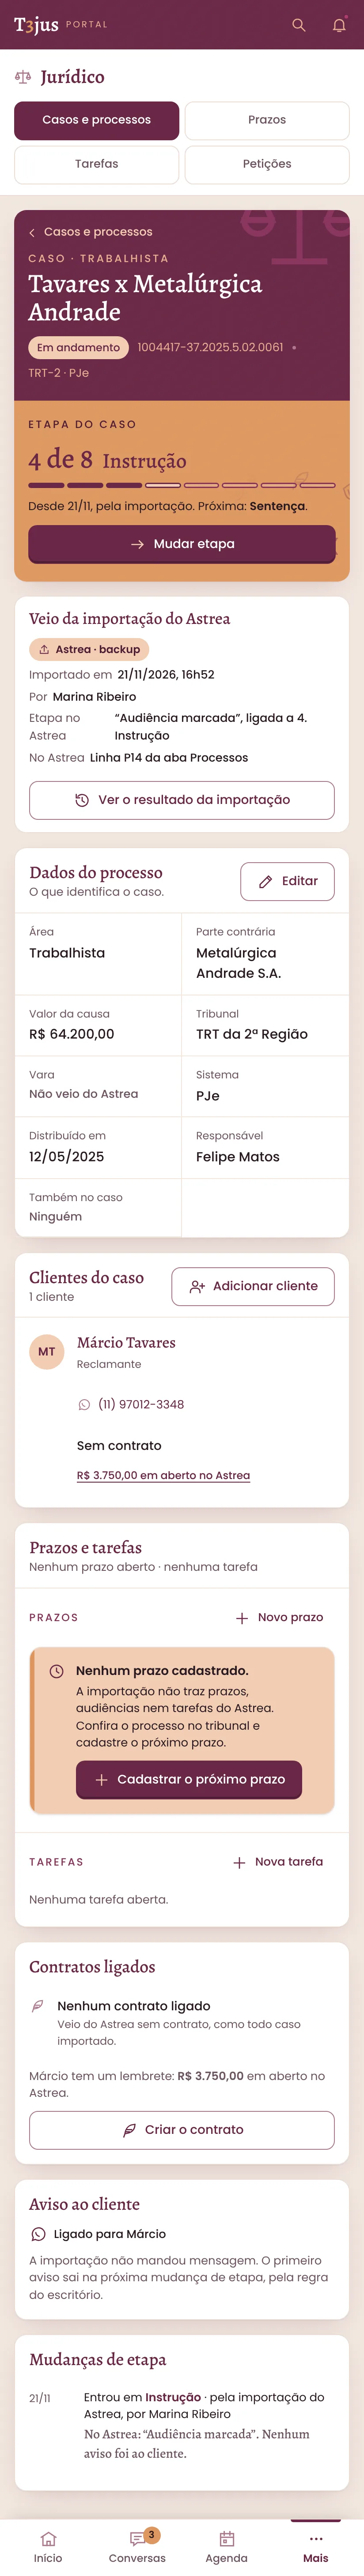 T3jus PORTAL
Jurídico
Casos e processos
Prazos
Tarefas
Petições
Casos e processos
CASO · TRABALHISTA
Tavares x Metalúrgica
Andrade
Em andamento 1004417-37.2025.5.02.0061 •
TRT-2 · PJe
ETAPA DO CASO
4 de 8 Instrução
Desde 21/11, pela importação. Próxima: Sentença.
Mudar etapa
Veio da importação do Astrea
Astrea · backup
Importado em 21/11/2026, 16h52
Por Marina Ribeiro
Etapa no Astrea “Audiência marcada”, ligada a 4. Instrução
No Astrea Linha P14 da aba Processos
Ver o resultado da importação
Dados do processo
O que identifica o caso.
Editar
Área
Trabalhista
Parte contrária
Metalúrgica
Andrade S.A.
Valor da causa
R$ 64.200,00
Tribunal
TRT da 2ª Região
Vara
Não veio do Astrea
Sistema
PJe
Distribuído em
12/05/2025
Responsável
Felipe Matos
Também no caso
Ninguém
Clientes do caso
1 cliente
Adicionar cliente
MT
Márcio Tavares
Reclamante
(11) 97012-3348
Sem contrato
R$ 3.750,00 em aberto no Astrea
Prazos e tarefas
Nenhum prazo aberto · nenhuma tarefa
PRAZOS
Novo prazo
Nenhum prazo cadastrado.
A importação não traz prazos,
audiências nem tarefas do Astrea.
Confira o processo no tribunal e
cadastre o próximo prazo.
Cadastrar o próximo prazo
TAREFAS
Nova tarefa
Nenhuma tarefa aberta.
Contratos ligados
Nenhum contrato ligado
Veio do Astrea sem contrato, como todo caso
importado.
Márcio tem um lembrete: R$ 3.750,00 em aberto no
Astrea.
Criar o contrato
Aviso ao cliente
Ligado para Márcio
A importação não mandou mensagem. O primeiro
aviso sai na próxima mudança de etapa, pela regra
do escritório.
Mudanças de etapa
21/11
Entrou em Instrução · pela importação do
Astrea, por Marina Ribeiro
No Astrea: “Audiência marcada”. Nenhum
aviso foi ao cliente.
Início
Conversas 3
Agenda
Mais